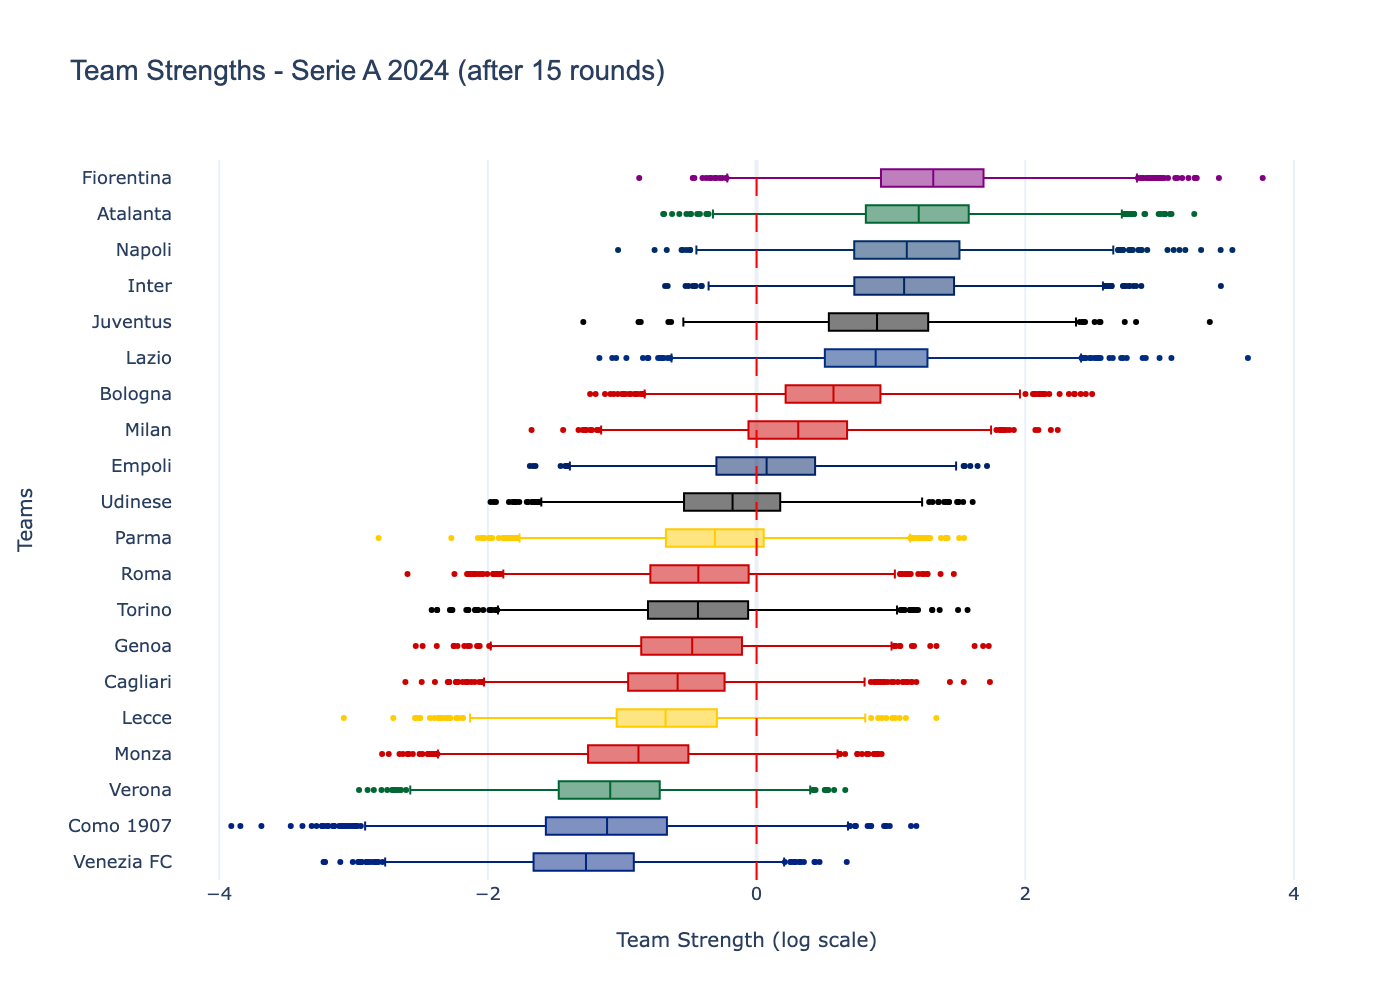 Team Strengths - Serie A 2024 (after 15 rounds)
Fiorentina
Atalanta
Napoli
Inter
Juventus
Lazio
Bologna
Milan
Empoli
Udinese
Parma
Roma
Torino
Genoa
Cagliari
Lecce
Monza
Verona
Como 1907
Venezia FC
Teams
−4 −2 0 2 4
Team Strength (log scale)